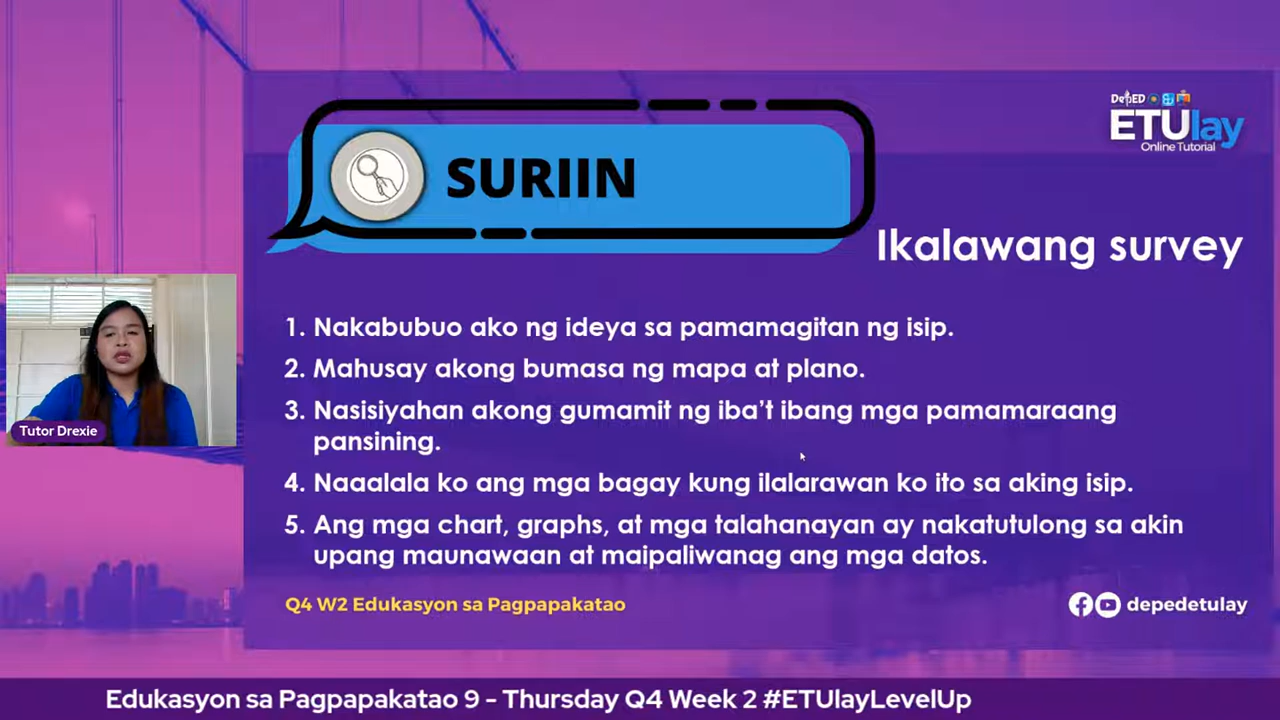 DepED
ETUlay
Online Tutorial
SURIIN
Ikalawang survey
1. Nakabubuo ako ng ideya sa pamamagitan ng isip.
2. Mahusay akong bumasa ng mapa at plano.
3. Nasisiyahan akong gumamit ng iba't ibang mga pamamaraang
pansining.
4. Naaalala ko ang mga bagay kung ilalarawan ko ito sa aking isip.
5. Ang mga chart, graphs, at mga talahanayan ay nakatutulong sa akin
upang maunawaan at maipaliwanag ang mga datos.
Tutor Drexie
Q4 W2 Edukasyon sa Pagpapakatao
depedetulay
Edukasyon sa Pagpapakatao 9 - Thursday Q4 Week 2 #ETUlayLevelUp